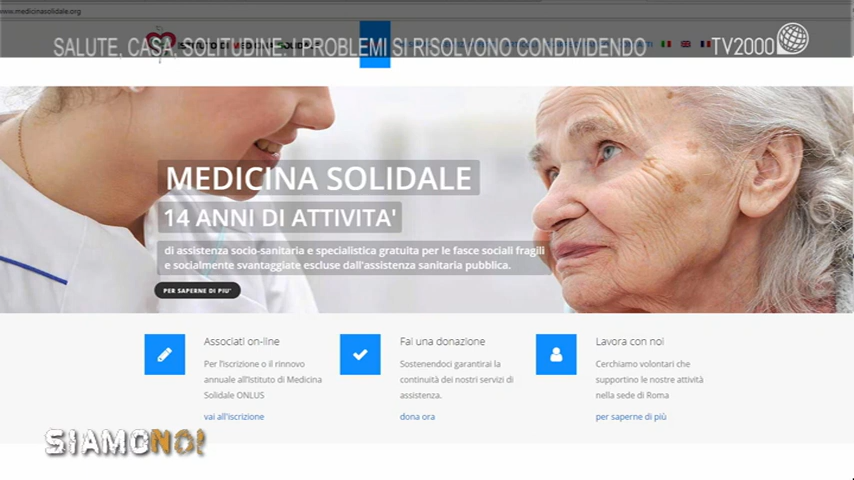 www.medicinasolidale.org
SALUTE, CASA, SOLITUDINE: I PROBLEMI SI RISOLVONO CONDIVIDENDO
TV2000
MEDICINA SOLIDALE
14 ANNI DI ATTIVITA'
di assistenza socio-sanitaria e specialistica gratuita per le fasce sociali fragili
e socialmente svantaggiate escluse dall'assistenza sanitaria pubblica.
PER SAPERNE DI PIU'
Associati on-line
Per l'iscrizione o il rinnovo
annuale all'Istituto di Medicina
Solidale ONLUS
vai all'iscrizione
Fai una donazione
Sostenendoci garantirai la
continuità dei nostri servizi di
assistenza.
dona ora
Lavora con noi
Cerchiamo volontari che
supportino le nostre attività
nella sede di Roma
per saperne di più
SIAMONOI